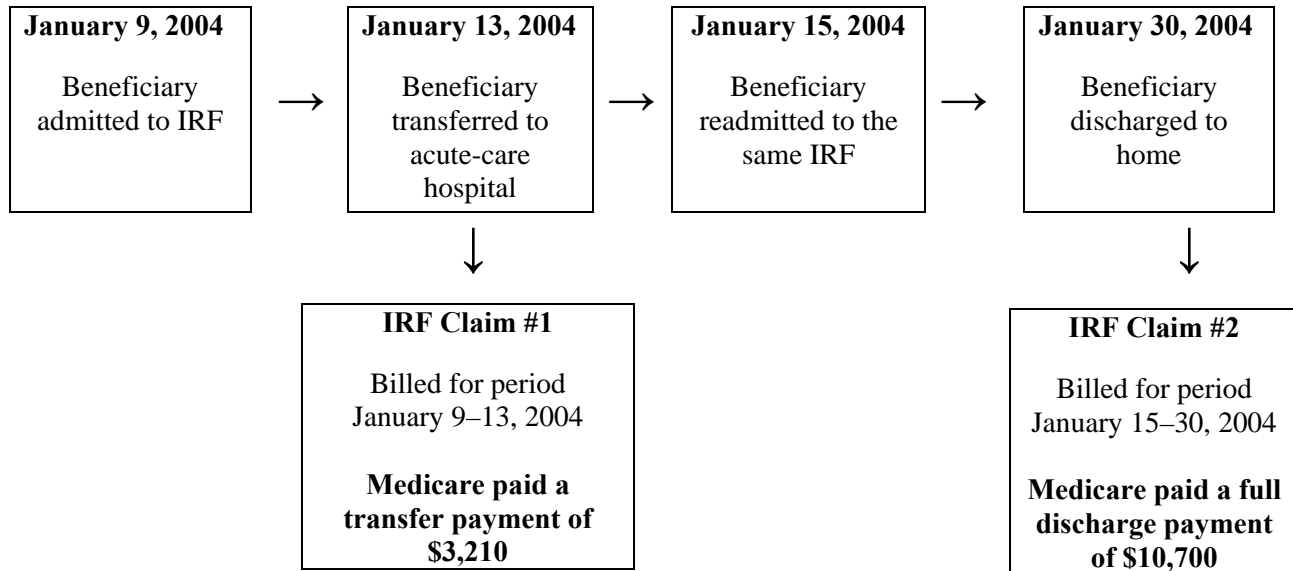 January 9, 2004
Beneficiary
admitted to IRF
→
January 13, 2004
Beneficiary
transferred to
acute-care
hospital
→
January 15, 2004
Beneficiary
readmitted to the
same IRF
→
January 30, 2004
Beneficiary
discharged to
home
↓
↓
IRF Claim #1
Billed for period
January 9–13, 2004
Medicare paid a
transfer payment of
$3,210
IRF Claim #2
Billed for period
January 15–30, 2004
Medicare paid a full
discharge payment
of $10,700